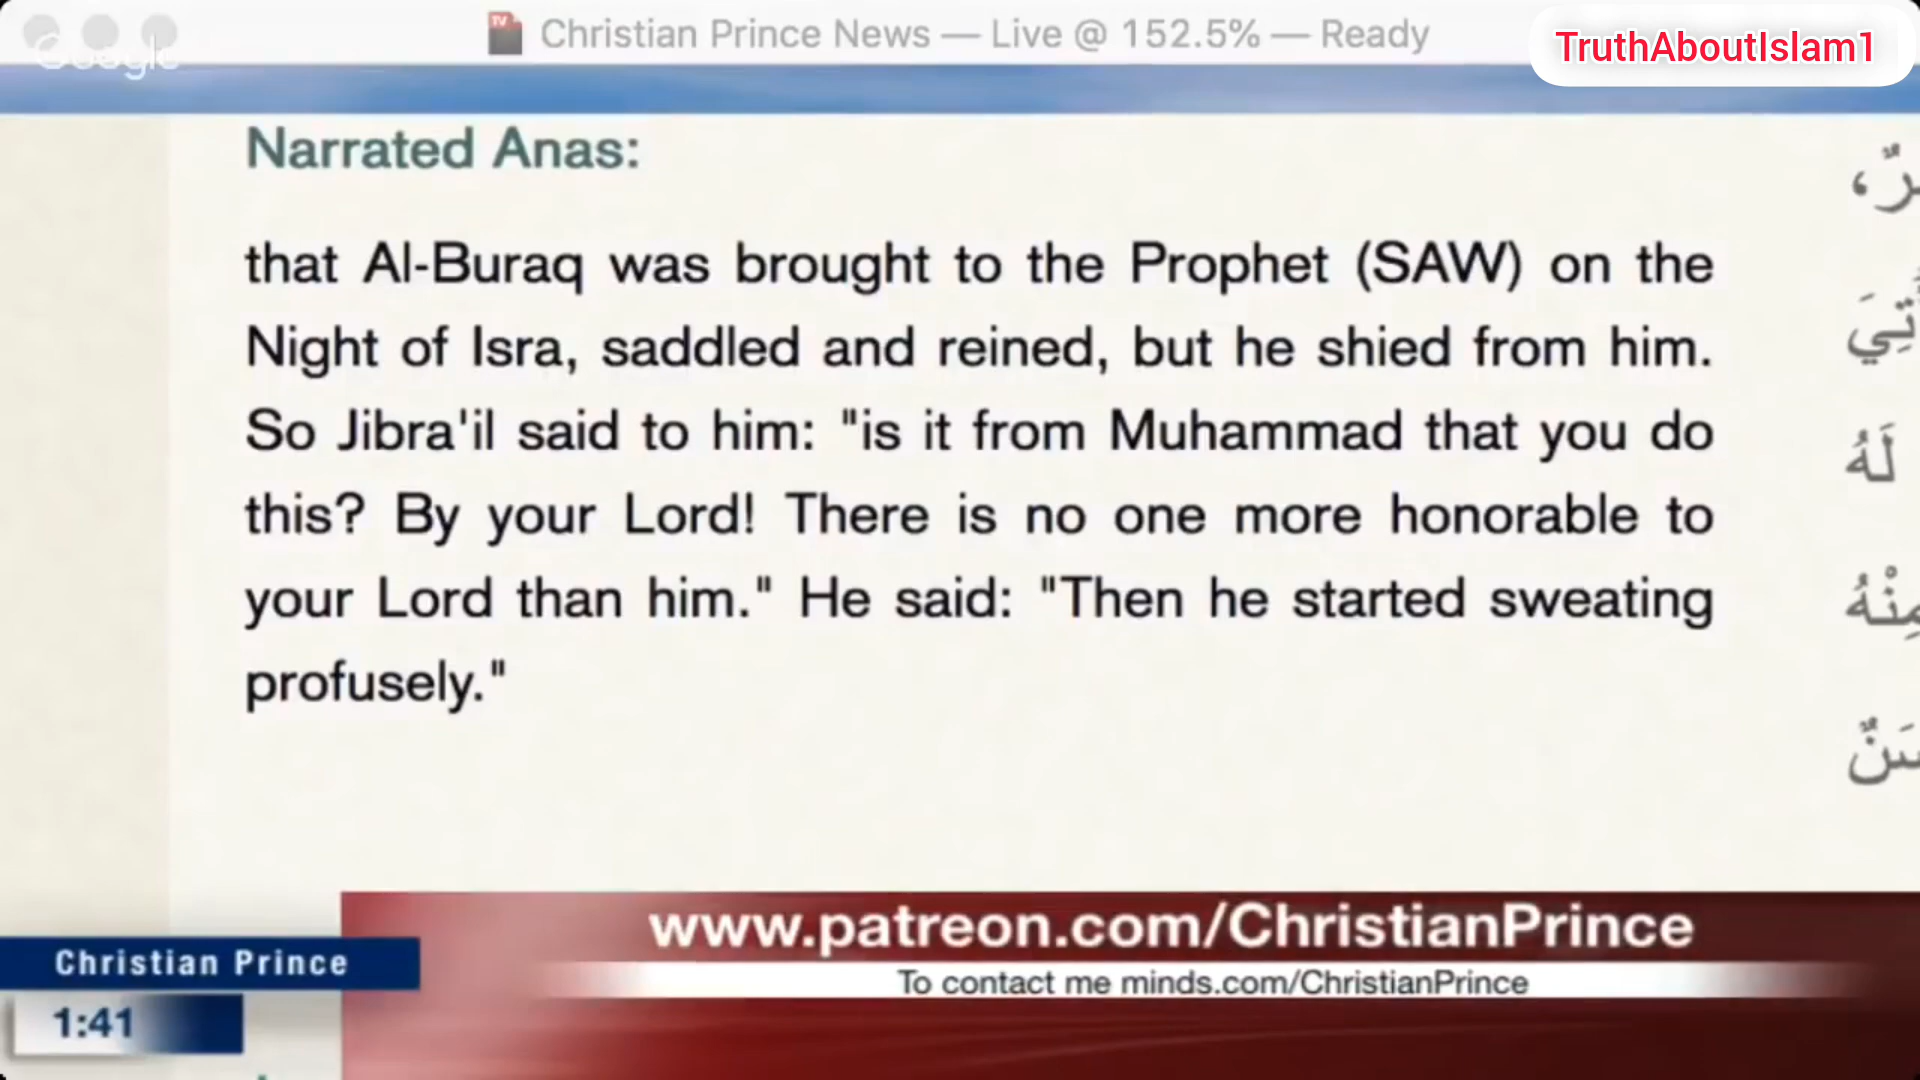 Christian Prince News — Live @ 152.5% — Ready
TruthAboutIslam1
Google
Narrated Anas:
that Al-Buraq was brought to the Prophet (SAW) on the
Night of Isra, saddled and reined, but he shied from him.
So Jibra'il said to him: "is it from Muhammad that you do
this? By your Lord! There is no one more honorable to
your Lord than him." He said: "Then he started sweating
profusely."
لَهُ
مِنْهُ
www.patreon.com/ChristianPrince
To contact me minds.com/ChristianPrince
Christian Prince
1:41